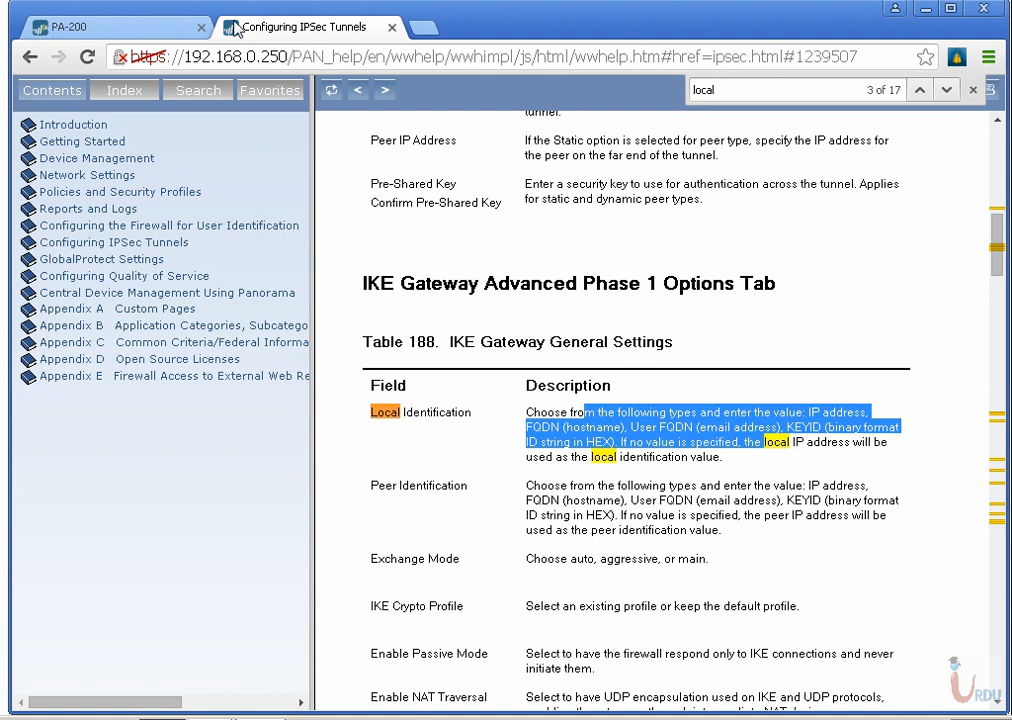 PA-200
Configuring IPSec Tunnels
https://192.168.0.250/PAN_help/en/wwhelp/wwhimpl/js/html/wwhelp.htm#href=ipsec.html#1239507
Contents
Index
Search
Favorites
local
3 of 17
Introduction
Getting Started
Device Management
Network Settings
Policies and Security Profiles
Reports and Logs
Configuring the Firewall for User Identification
Configuring IPSec Tunnels
GlobalProtect Settings
Configuring Quality of Service
Central Device Management Using Panorama
Appendix A Custom Pages
Appendix B Application Categories, Subcatego
Appendix C Common Criteria/Federal Informa
Appendix D Open Source Licenses
Appendix E Firewall Access to External Web Re
tunnel.
Peer IP Address
If the Static option is selected for peer type, specify the IP address for
the peer on the far end of the tunnel.
Pre-Shared Key
Confirm Pre-Shared Key
Enter a security key to use for authentication across the tunnel. Applies
for static and dynamic peer types.
IKE Gateway Advanced Phase 1 Options Tab
Table 188. IKE Gateway General Settings
Field
Description
Local Identification
Choose from the following types and enter the value: IP address,
FQDN (hostname), User FQDN (email address), KEYID (binary format
ID string in HEX). If no value is specified, the local IP address will be
used as the local identification value.
Peer Identification
Choose from the following types and enter the value: IP address,
FQDN (hostname), User FQDN (email address), KEYID (binary format
ID string in HEX). If no value is specified, the peer IP address will be
used as the peer identification value.
Exchange Mode
Choose auto, aggressive, or main.
IKE Crypto Profile
Select an existing profile or keep the default profile.
Enable Passive Mode
Select to have the firewall respond only to IKE connections and never
initiate them.
Enable NAT Traversal
Select to have UDP encapsulation used on IKE and UDP protocols,
URDU